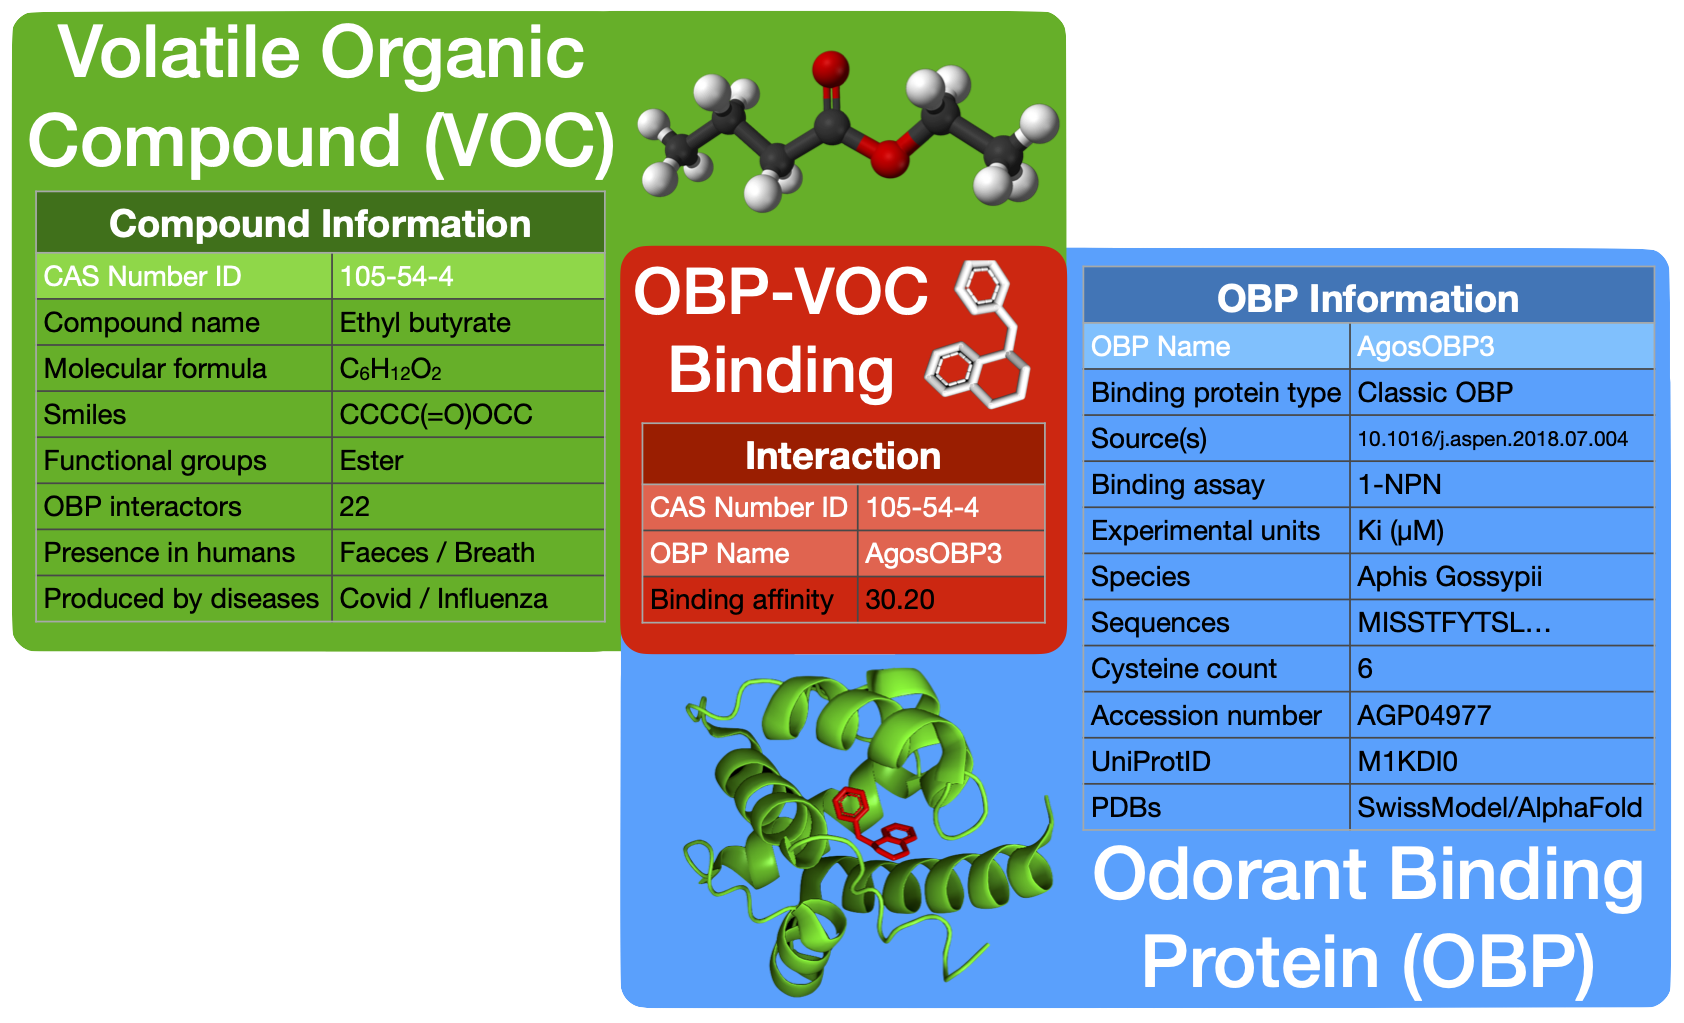 Volatile Organic
Compound (VOC)
Compound Information
CAS Number ID 105-54-4
Compound name Ethyl butyrate
Molecular formula C₆H₁₂O₂
Smiles CCCC(=O)OCC
Functional groups Ester
OBP interactors 22
Presence in humans Faeces / Breath
Produced by diseases Covid / Influenza
OBP-VOC
Binding
Interaction
CAS Number ID 105-54-4
OBP Name AgosOBP3
Binding affinity 30.20
OBP Information
OBP Name AgosOBP3
Binding protein type Classic OBP
Source(s) 10.1016/j.aspen.2018.07.004
Binding assay 1-NPN
Experimental units Ki (μM)
Species Aphis Gossypii
Sequences MISSTFYTSL…
Cysteine count 6
Accession number AGP04977
UniProtID M1KDI0
PDBs SwissModel/AlphaFold
Odorant Binding
Protein (OBP)